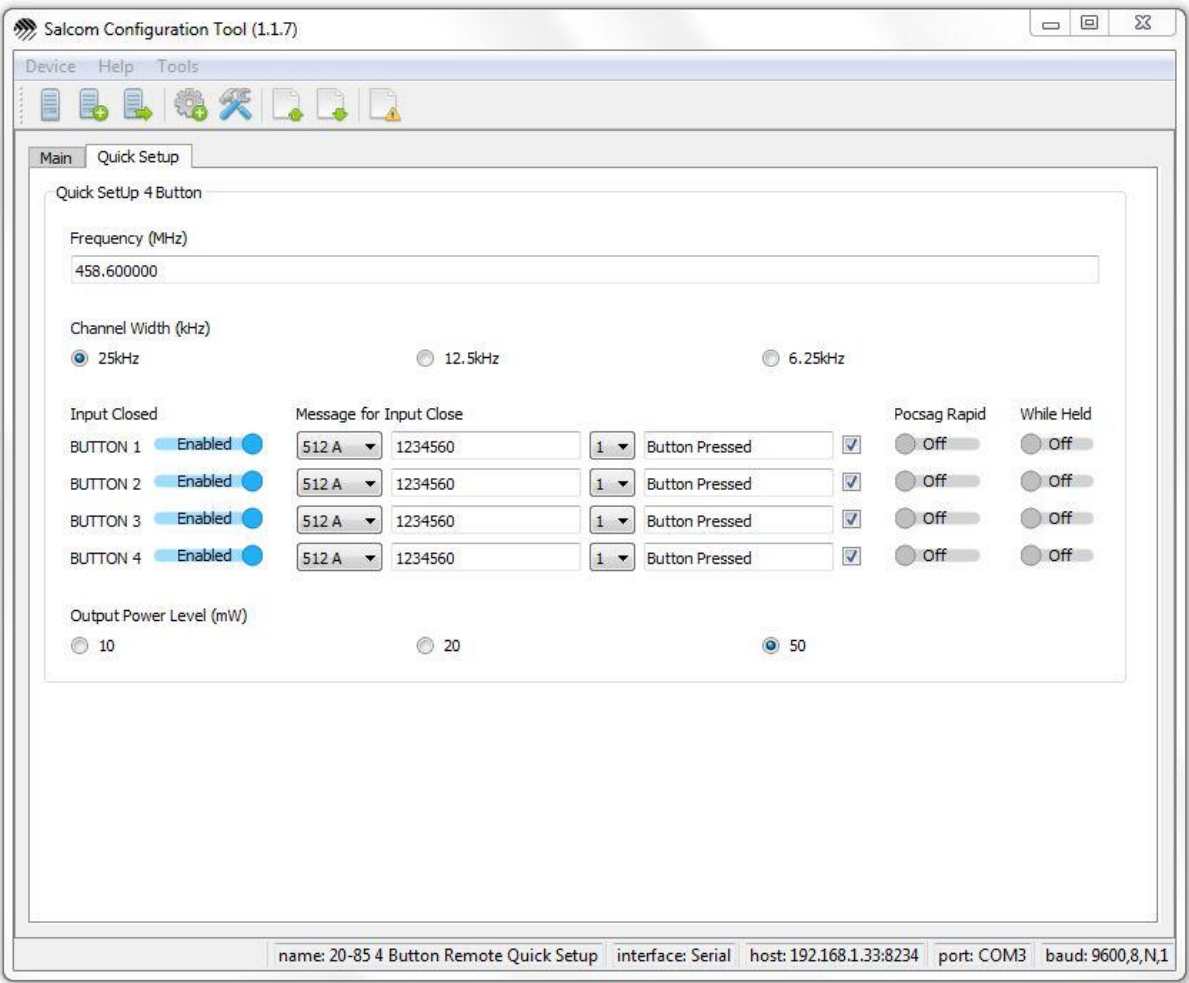 Salcom Configuration Tool (1.1.7)
Device Help Tools
Main Quick Setup
Quick SetUp 4 Button
Frequency (MHz)
458.600000
Channel Width (kHz)
25kHz 12.5kHz 6.25kHz
Input Closed Message for Input Close Pocsag Rapid While Held
BUTTON 1 Enabled 512 A 1234560 1 Button Pressed Off Off
BUTTON 2 Enabled 512 A 1234560 1 Button Pressed Off Off
BUTTON 3 Enabled 512 A 1234560 1 Button Pressed Off Off
BUTTON 4 Enabled 512 A 1234560 1 Button Pressed Off Off
Output Power Level (mW)
10 20 50
name: 20-85 4 Button Remote Quick Setup interface: Serial host: 192.168.1.33:8234 port: COM3 baud: 9600,8,N,1